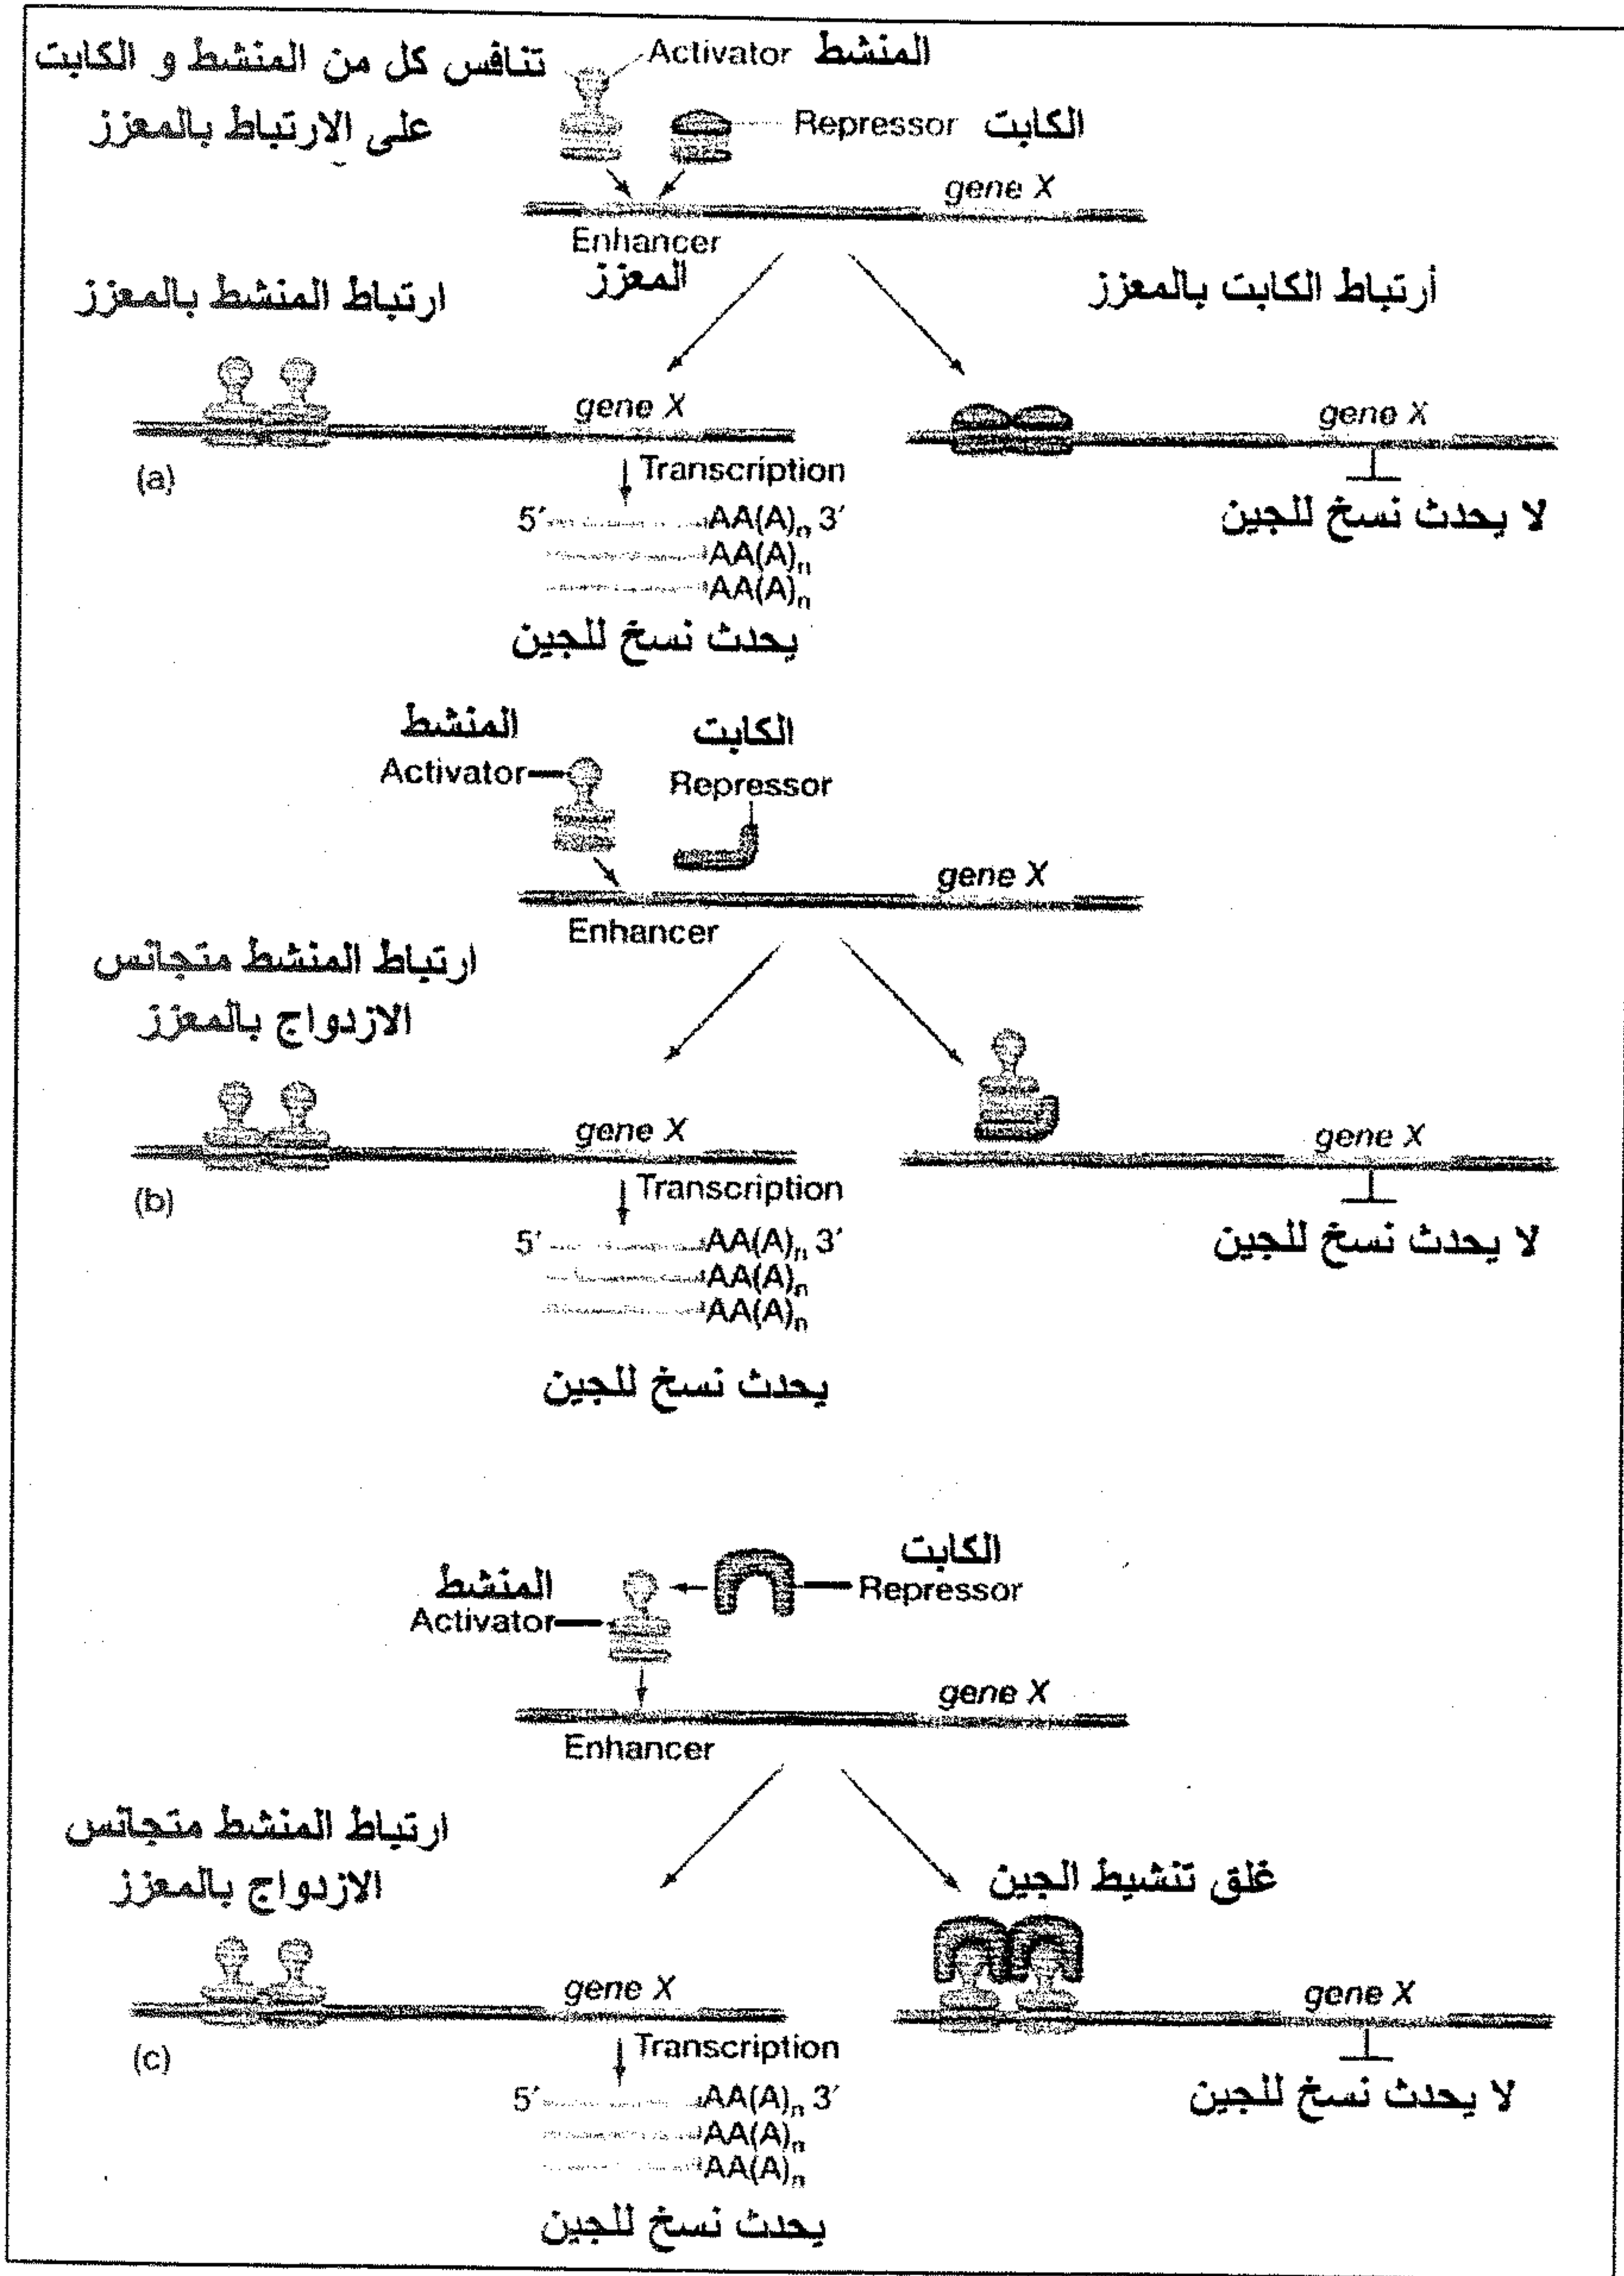 تنافس كل من المنشط و الكابت
على الارتباط بالمعزز
Activator المنشط
Repressor الكابت
gene X
Enhancer
المعزز
ارتباط المنشط بالمعزز
أرتباط الكابت بالمعزز
gene X
gene X
(a)
Transcription
لا يحدث نسخ للجين
5′ AA(A)n 3′
AA(A)n
AA(A)n
يحدث نسخ للجين
المنشط
Activator
الكابت
Repressor
gene X
Enhancer
ارتباط المنشط متجانس
الازدواج بالمعزز
gene X
gene X
(b)
Transcription
لا يحدث نسخ للجين
5′ AA(A)n 3′
AA(A)n
AA(A)n
يحدث نسخ للجين
الكابت
Repressor
المنشط
Activator
gene X
Enhancer
ارتباط المنشط متجانس
الازدواج بالمعزز
غلق تنشيط الجين
gene X
gene X
(c)
Transcription
لا يحدث نسخ للجين
5′ AA(A)n 3′
AA(A)n
AA(A)n
يحدث نسخ للجين